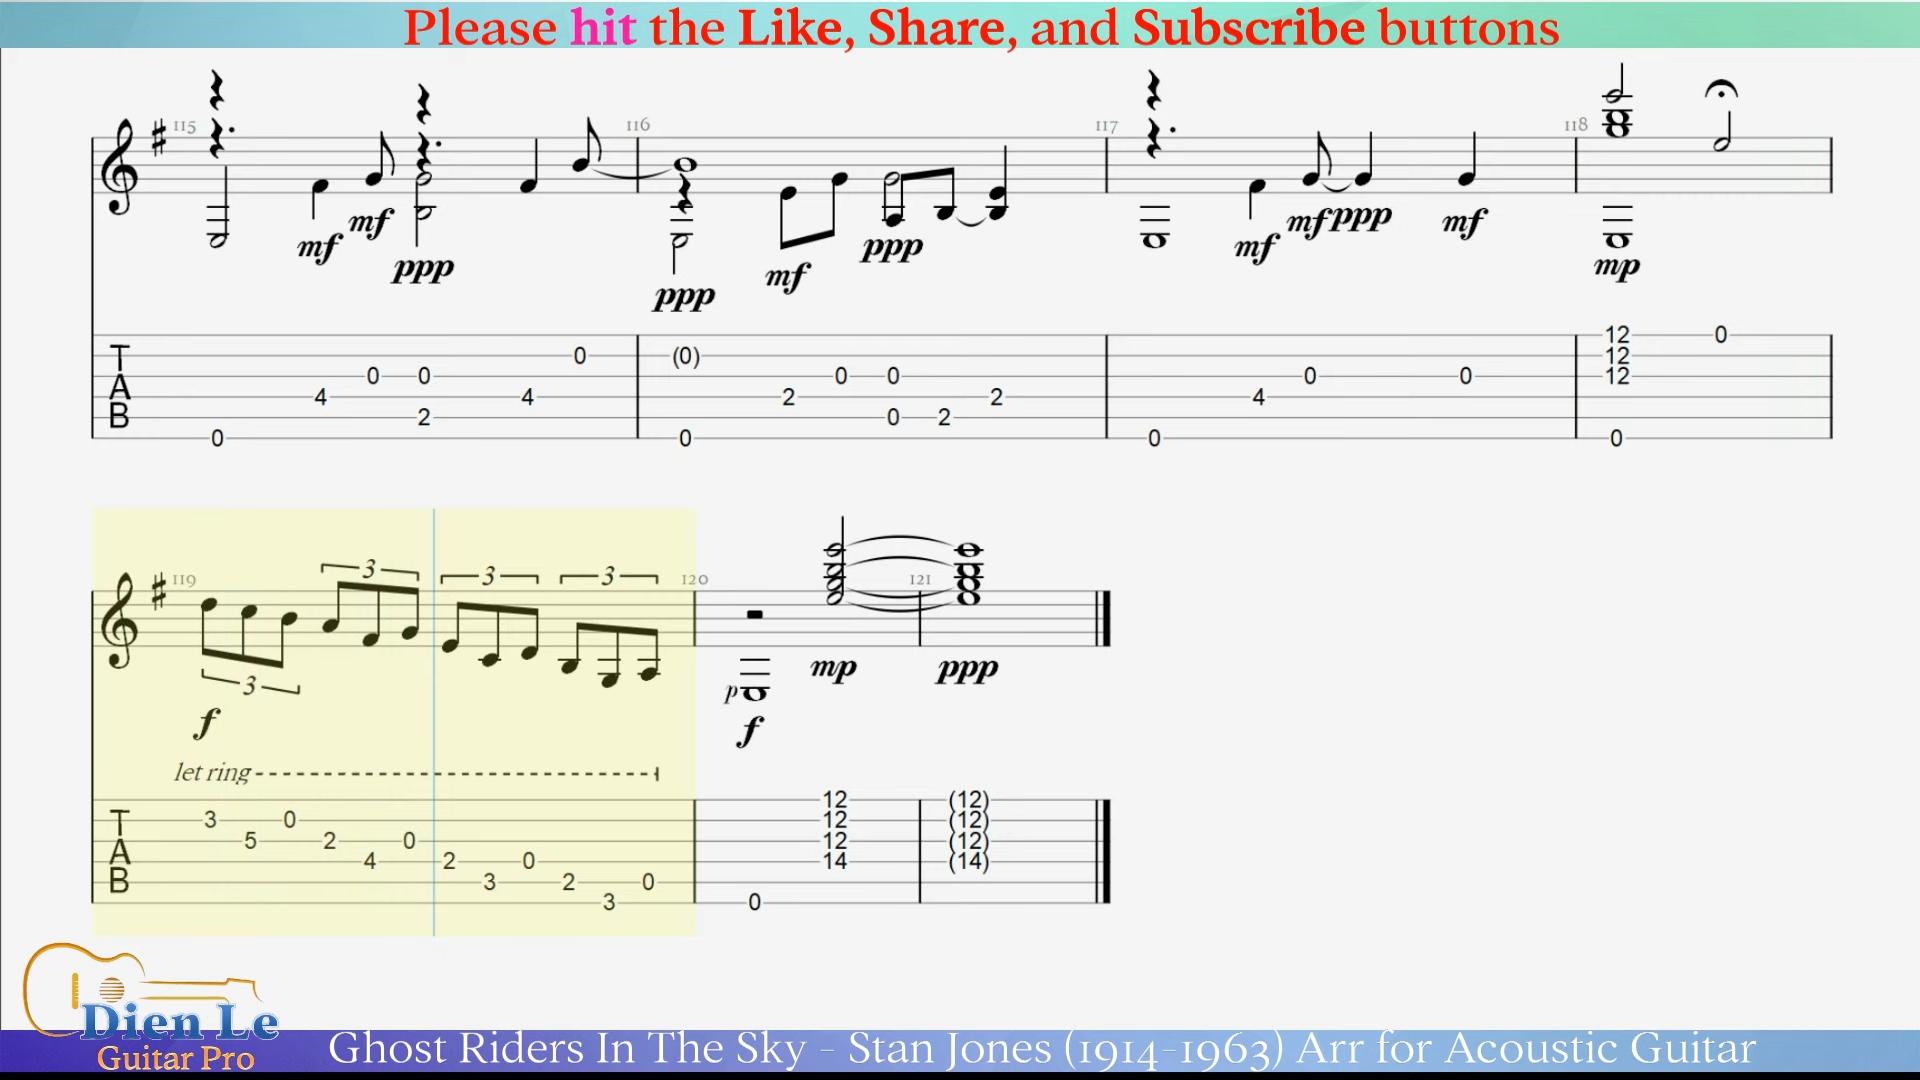 Please hit the Like, Share, and Subscribe buttons
115 116 117 118
mf mf ppp ppp mf ppp mf mf ppp mf mp
T A B
0 4 0 0 2 4 0 (0) 0 2 0 0 0 2 2 0 4 0 0 12 12 12 0 0
119 3 3 3 3 120 121
f p f mp ppp
let ring
T A B
3 5 0 2 4 0 2 3 0 2 3 0 0 12 12 12 14 (12) (12) (12) (14)
Dien Le
Guitar Pro
Ghost Riders In The Sky - Stan Jones (1914-1963) Arr for Acoustic Guitar